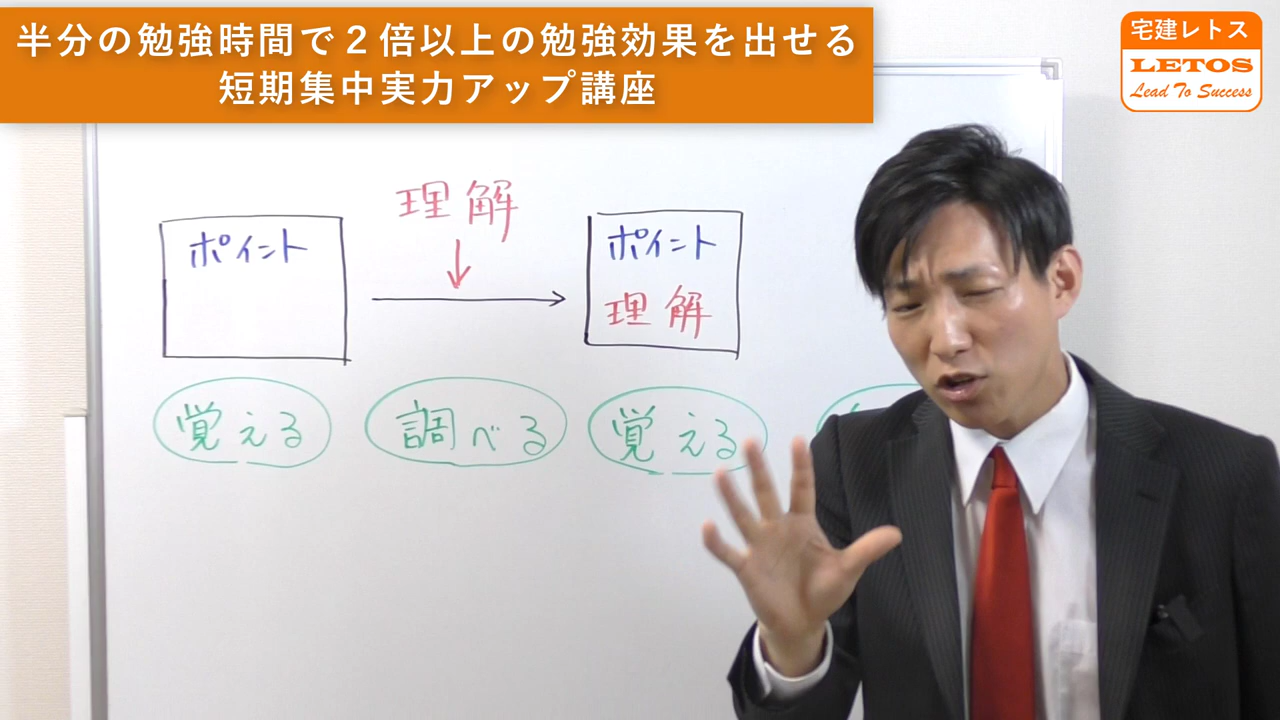 半分の勉強時間で２倍以上の勉強効果を出せる
短期集中実力アップ講座
宅建レトス
LETOS
Lead To Success
理解
ポイント
ポイント
理解
覚える
調べる
覚える